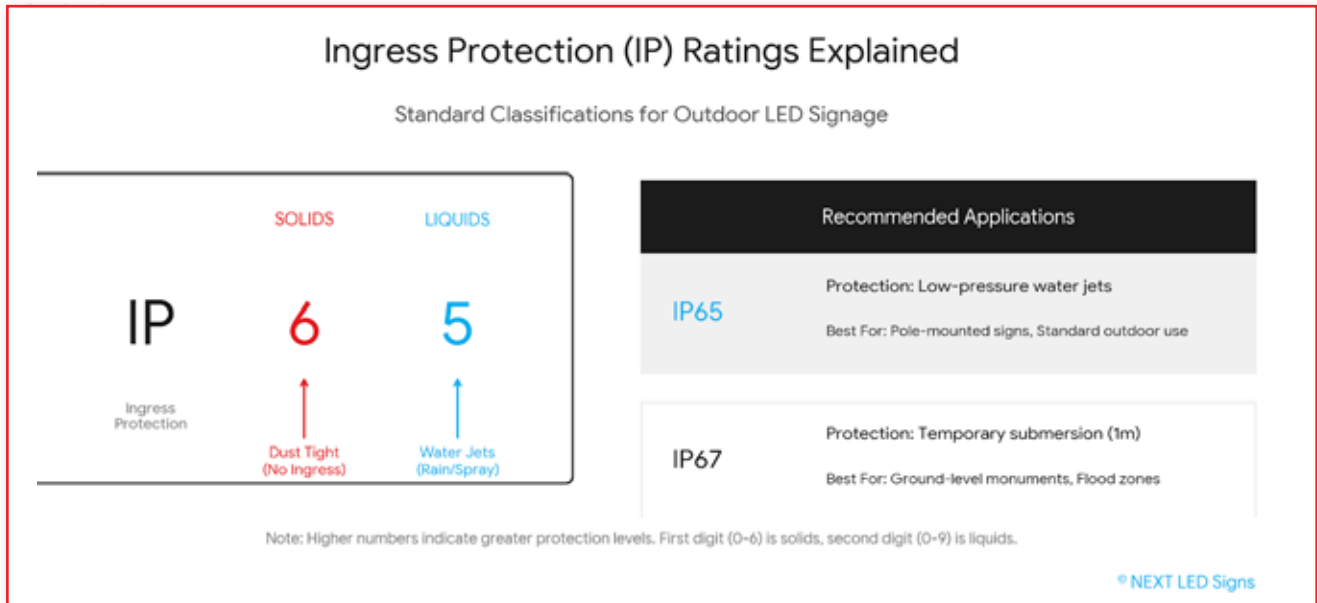 Ingress Protection (IP) Ratings Explained
Standard Classifications for Outdoor LED Signage
SOLIDS
LIQUIDS
IP
6
5
Ingress
Protection
Dust Tight
(No Ingress)
Water Jets
(Rain/Spray)
Recommended Applications
IP65
Protection: Low-pressure water jets
Best For: Pole-mounted signs, Standard outdoor use
IP67
Protection: Temporary submersion (1m)
Best For: Ground-level monuments, Flood zones
Note: Higher numbers indicate greater protection levels. First digit (0-6) is solids, second digit (0-9) is liquids.
© NEXT LED Signs